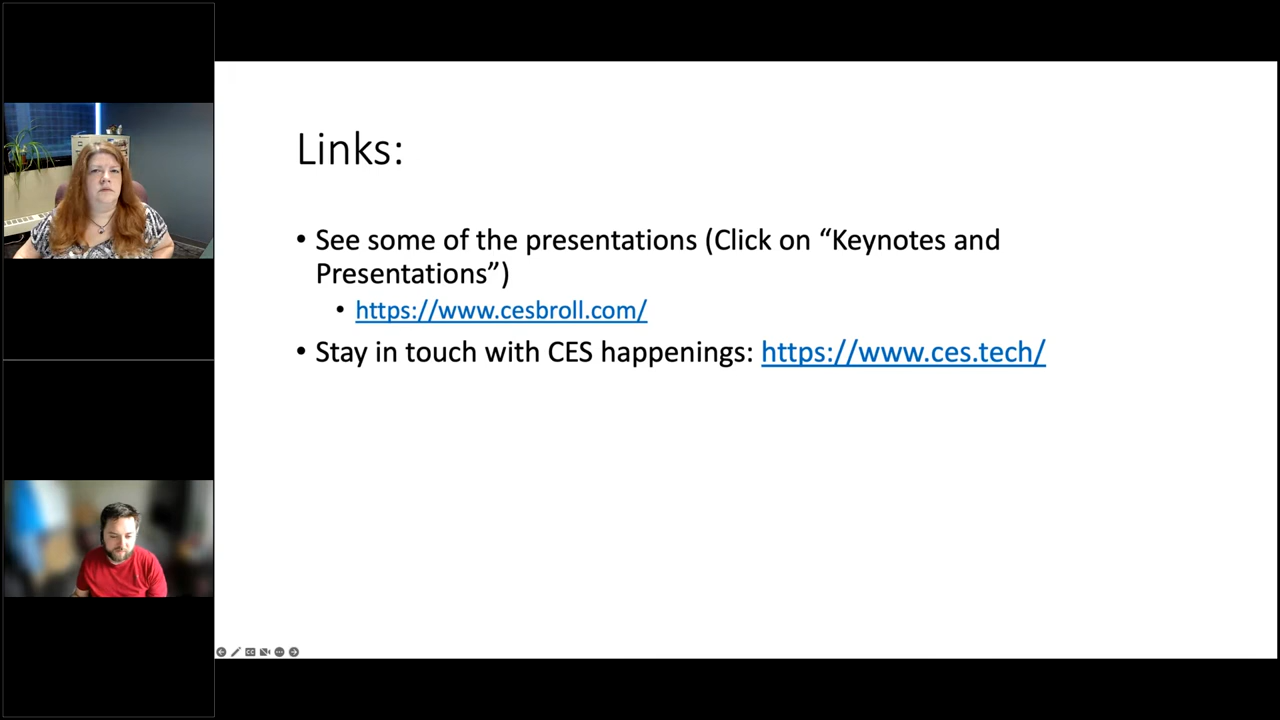 Links:
• See some of the presentations (Click on “Keynotes and
Presentations”)
• https://www.cesbroll.com/
• Stay in touch with CES happenings: https://www.ces.tech/